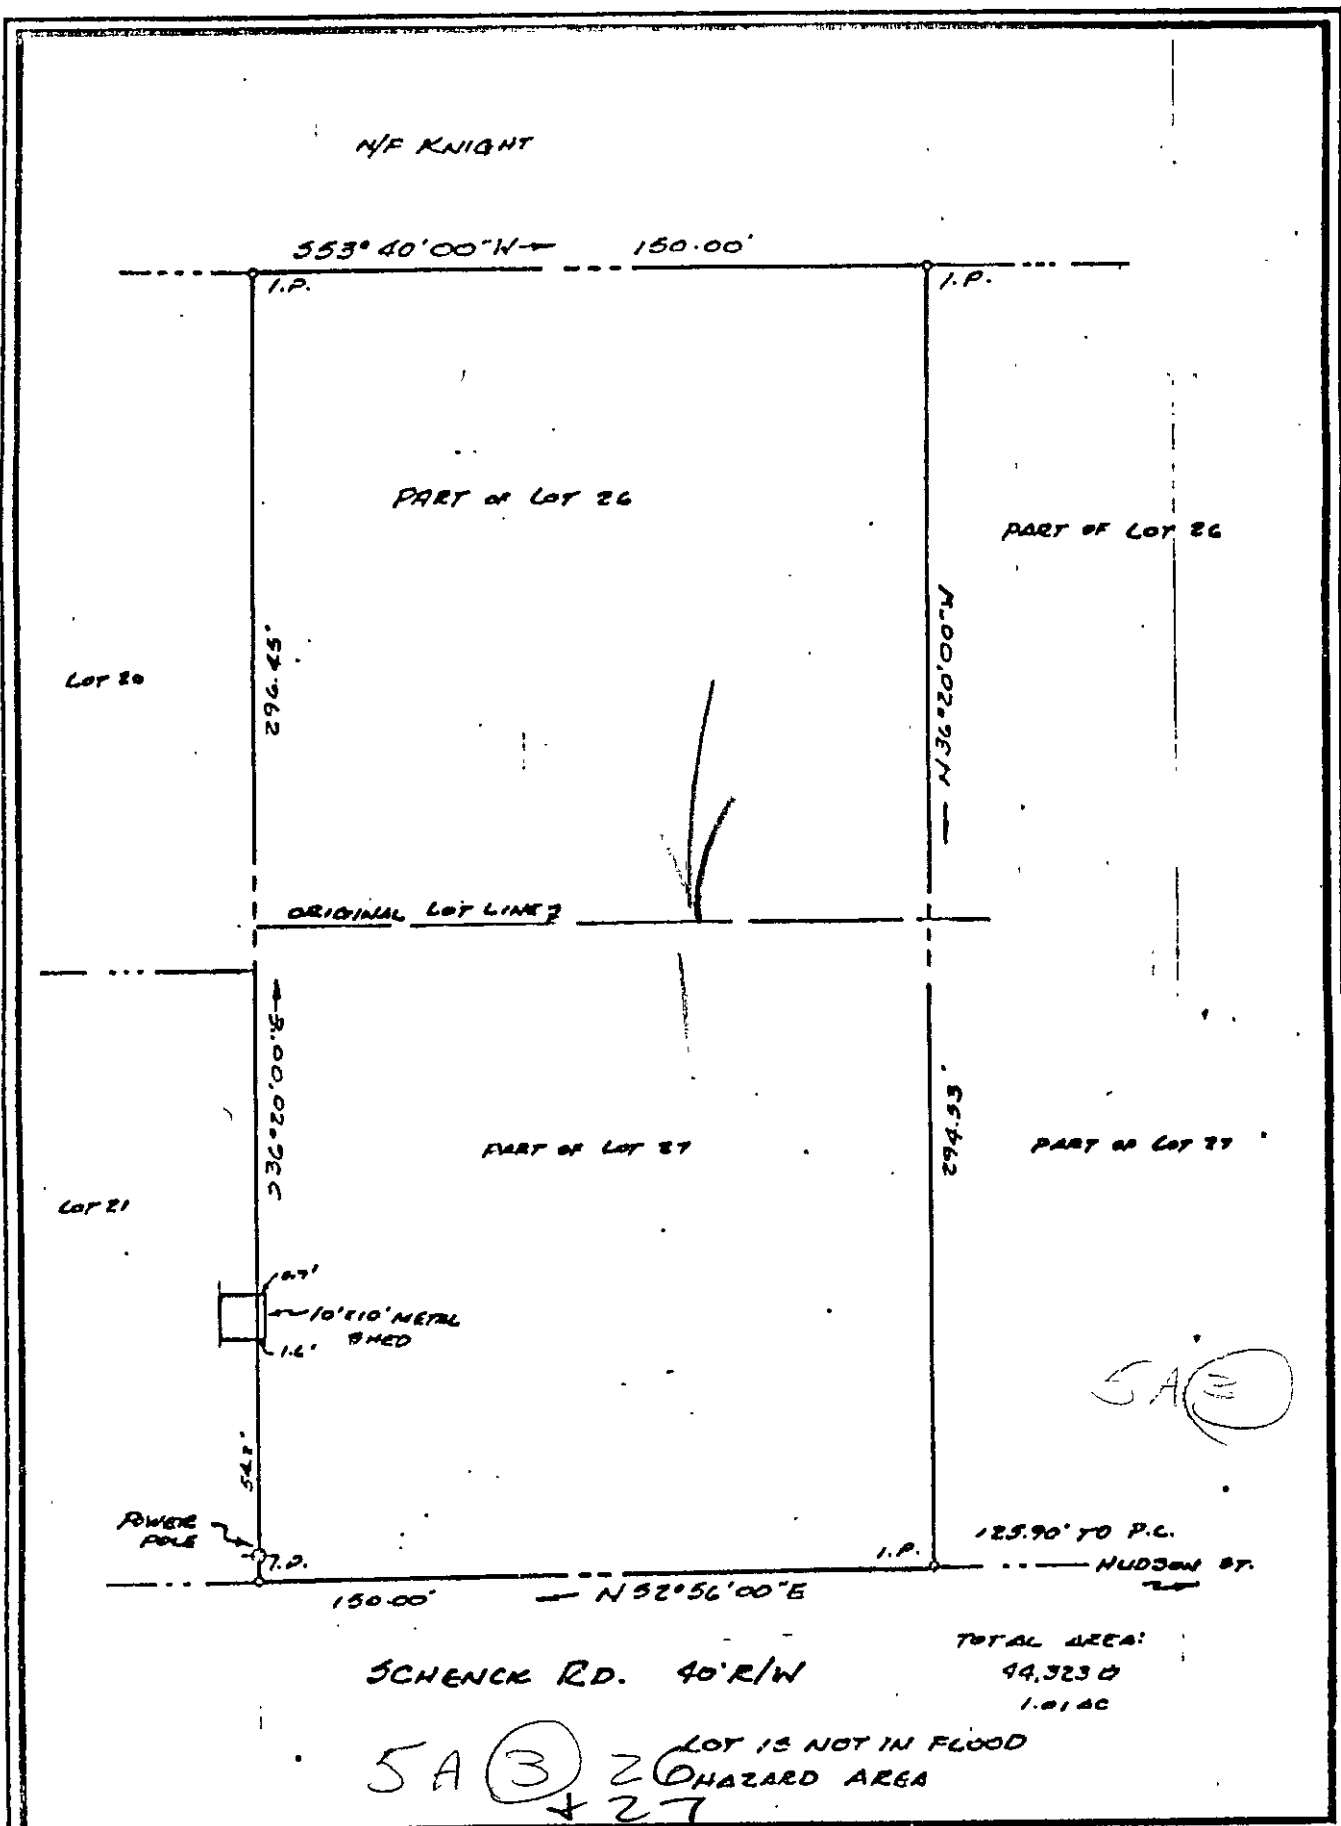 N/F KNIGHT
S53°40'00"W 150.00'
I.P. I.P.
PART OF LOT 26
PART OF LOT 26
N36°20'00"W
296.45'
LOT 20
ORIGINAL LOT LINE
S36°20'00"E
294.53'
PART OF LOT 27
PART OF LOT 27
LOT 21
0.7'
10'X10' METAL
SHED
1.6'
5A 3
POWER
POLE
I.P.
I.P.
125.90' TO P.C.
HUDSON ST.
150.00' N52°56'00"E
TOTAL AREA:
SCHENCK RD. 40' R/W
44,323
1.01 AC
LOT IS NOT IN FLOOD
HAZARD AREA
5A 3 26
+ 27